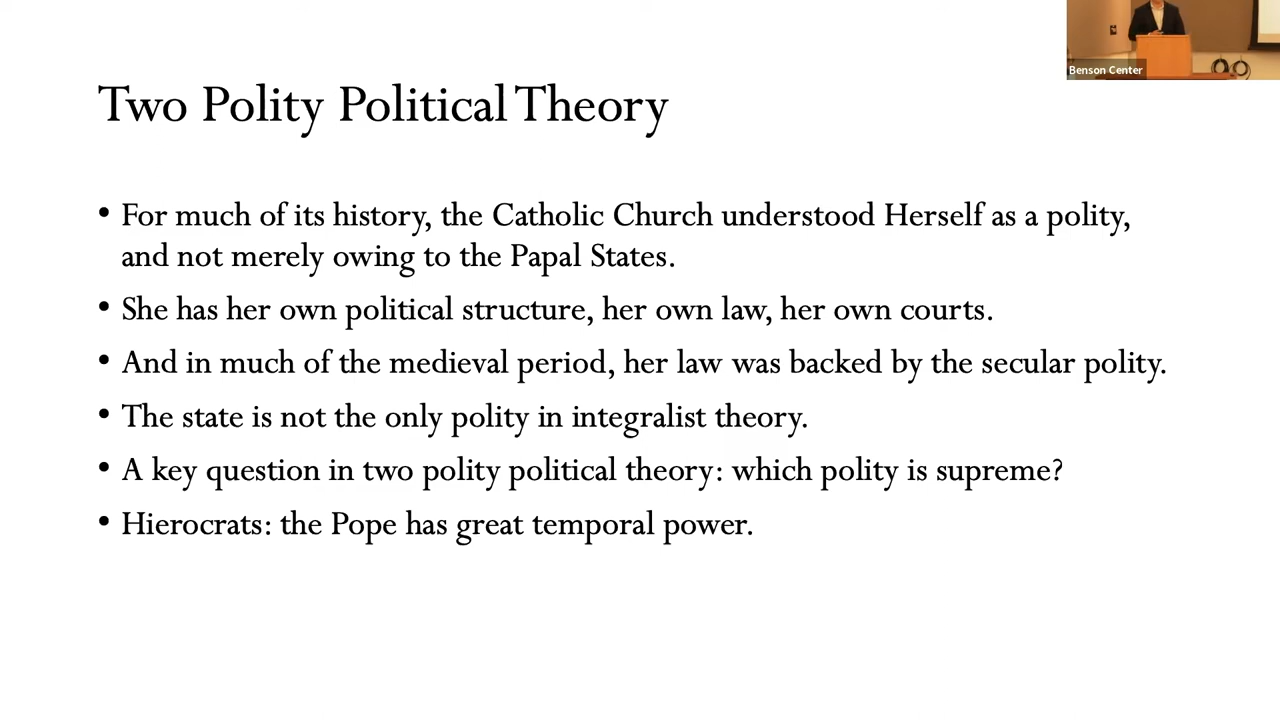 Benson Center
Two Polity Political Theory
• For much of its history, the Catholic Church understood Herself as a polity,
and not merely owing to the Papal States.
• She has her own political structure, her own law, her own courts.
• And in much of the medieval period, her law was backed by the secular polity.
• The state is not the only polity in integralist theory.
• A key question in two polity political theory: which polity is supreme?
• Hierocrats: the Pope has great temporal power.